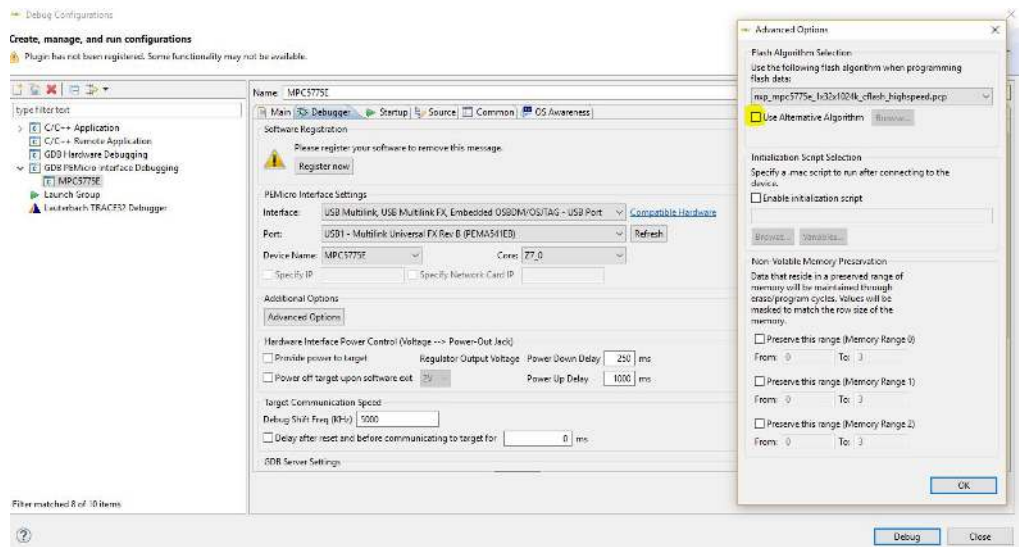 Debug Configurations
Create, manage, and run configurations
Plugin has not been registered. Some functionality may not be available.
type filter text
C/C++ Application
C/C++ Remote Application
GDB Hardware Debugging
GDB PEMicro Interface Debugging
MPC5775E
Launch Group
Lauterbach TRACE32 Debugger
Filter matched 8 of 10 items
Name: MPC5775E
Main Debugger Startup Source Common OS Awareness
Software Registration
Please register your software to remove this message.
Register now
PEMicro Interface Settings
Interface: USB Multilink, USB Multilink FX, Embedded OSBDM/OSJTAG - USB Port Compatible Hardware
Port: USB1 - Multilink Universal FX Rev B (PEMA541EB) Refresh
Device Name: MPC5775E Core: Z7_0
Specify IP Specify Network Card IP
Additional Options
Advanced Options
Hardware Interface Power Control (Voltage --> Power-Out Jack)
Provide power to target Regulator Output Voltage Power Down Delay 250 ms
Power off target upon software exit 2V Power Up Delay 1000 ms
Target Communication Speed
Debug Shift Freq (KHz) 5000
Delay after reset and before communicating to target for 0 ms
GDB Server Settings
Advanced Options
Flash Algorithm Selection
Use the following flash algorithm when programming
flash data:
nxp_mpc5775e_1x32x1024k_cflash_highspeed.pcp
Use Alternative Algorithm Browse...
Initialization Script Selection
Specify a .mac script to run after connecting to the
device.
Enable initialization script
Browse... Variables...
Non-Volatile Memory Preservation
Data that reside in a preserved range of
memory will be maintained through
erase/program cycles. Values will be
masked to match the row size of the
memory.
Preserve this range (Memory Range 0)
From: 0 To: 3
Preserve this range (Memory Range 1)
From: 0 To: 3
Preserve this range (Memory Range 2)
From: 0 To: 3
OK
Debug Close